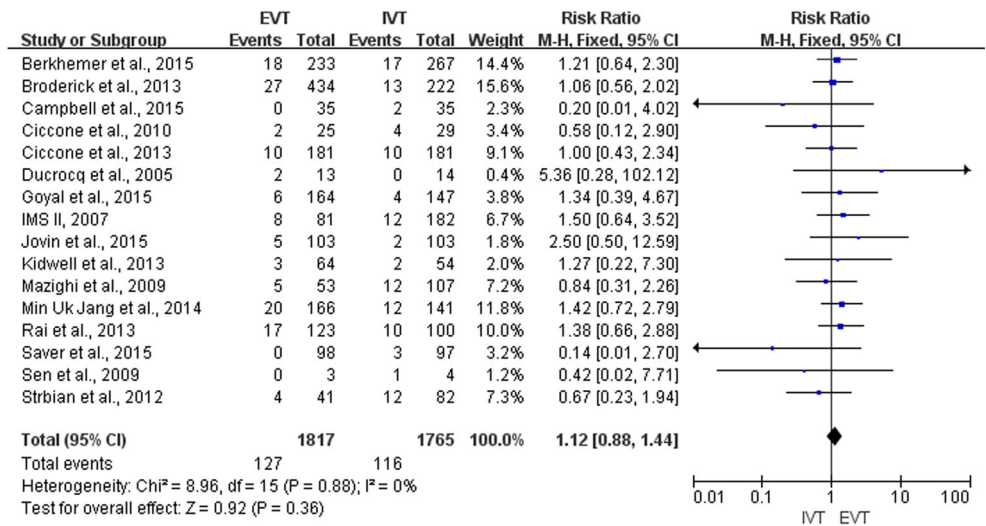 EVT IVT Risk Ratio Risk Ratio
Study or Subgroup Events Total Events Total Weight M-H, Fixed, 95% CI M-H, Fixed, 95% CI
Berkhemer et al., 2015 18 233 17 267 14.4% 1.21 [0.64, 2.30]
Broderick et al., 2013 27 434 13 222 15.6% 1.06 [0.56, 2.02]
Campbell et al., 2015 0 35 2 35 2.3% 0.20 [0.01, 4.02]
Ciccone et al., 2010 2 25 4 29 3.4% 0.58 [0.12, 2.90]
Ciccone et al., 2013 10 181 10 181 9.1% 1.00 [0.43, 2.34]
Ducrocq et al., 2005 2 13 0 14 0.4% 5.36 [0.28, 102.12]
Goyal et al., 2015 6 164 4 147 3.8% 1.34 [0.39, 4.67]
IMS II, 2007 8 81 12 182 6.7% 1.50 [0.64, 3.52]
Jovin et al., 2015 5 103 2 103 1.8% 2.50 [0.50, 12.59]
Kidwell et al., 2013 3 64 2 54 2.0% 1.27 [0.22, 7.30]
Mazighi et al., 2009 5 53 12 107 7.2% 0.84 [0.31, 2.26]
Min Uk Jang et al., 2014 20 166 12 141 11.8% 1.42 [0.72, 2.79]
Rai et al., 2013 17 123 10 100 10.0% 1.38 [0.66, 2.88]
Saver et al., 2015 0 98 3 97 3.2% 0.14 [0.01, 2.70]
Sen et al., 2009 0 3 1 4 1.2% 0.42 [0.02, 7.71]
Strbian et al., 2012 4 41 12 82 7.3% 0.67 [0.23, 1.94]
Total (95% CI) 1817 1765 100.0% 1.12 [0.88, 1.44]
Total events 127 116
Heterogeneity: Chi² = 8.96, df = 15 (P = 0.88); I² = 0%
Test for overall effect: Z = 0.92 (P = 0.36)
0.01 0.1 1 10 100
IVT EVT